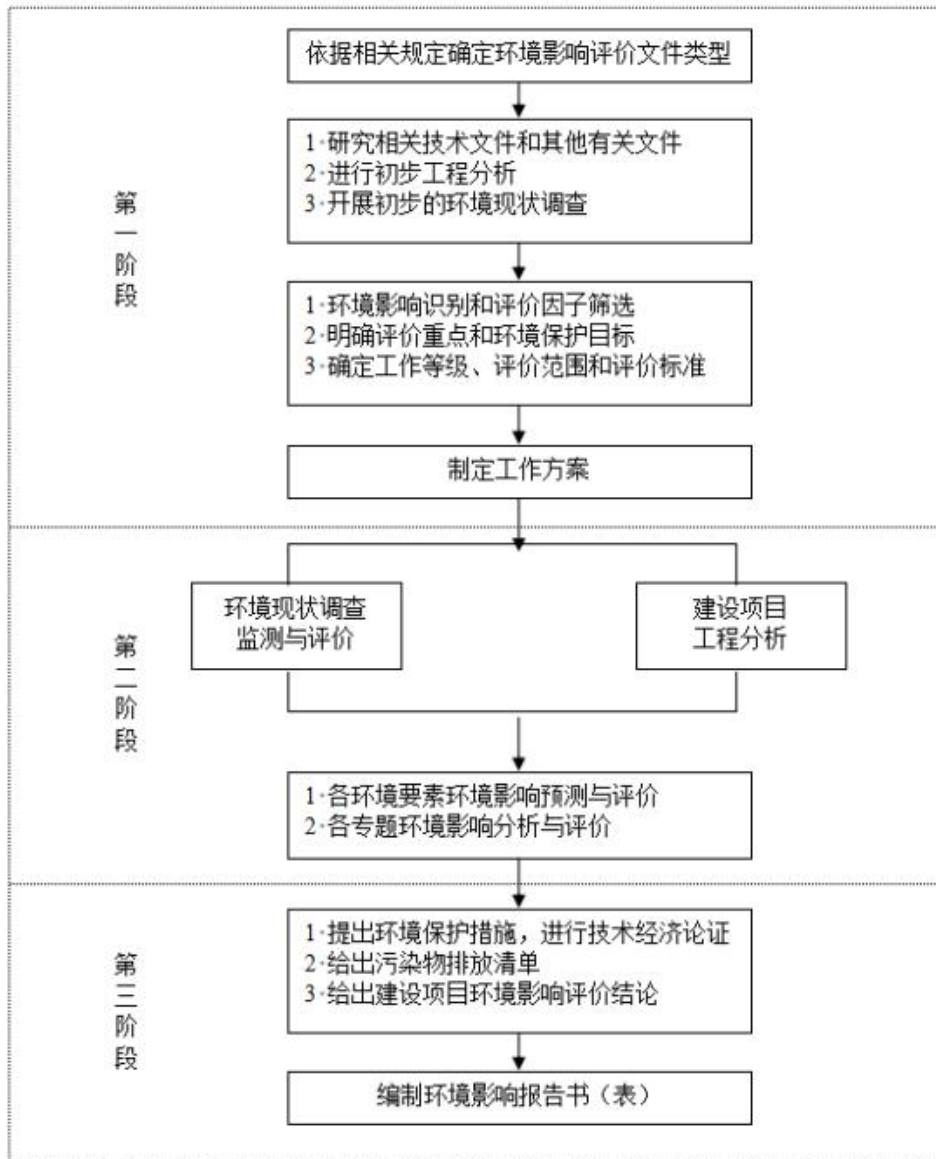 依据相关规定确定环境影响评价文件类型
1·研究相关技术文件和其他有关文件
2·进行初步工程分析
3·开展初步的环境现状调查
第一阶段
1·环境影响识别和评价因子筛选
2·明确评价重点和环境保护目标
3·确定工作等级、评价范围和评价标准
制定工作方案
环境现状调查
监测与评价
建设项目
工程分析
第二阶段
1·各环境要素环境影响预测与评价
2·各专题环境影响分析与评价
1·提出环境保护措施，进行技术经济论证
2·给出污染物排放清单
3·给出建设项目环境影响评价结论
第三阶段
编制环境影响报告书（表）